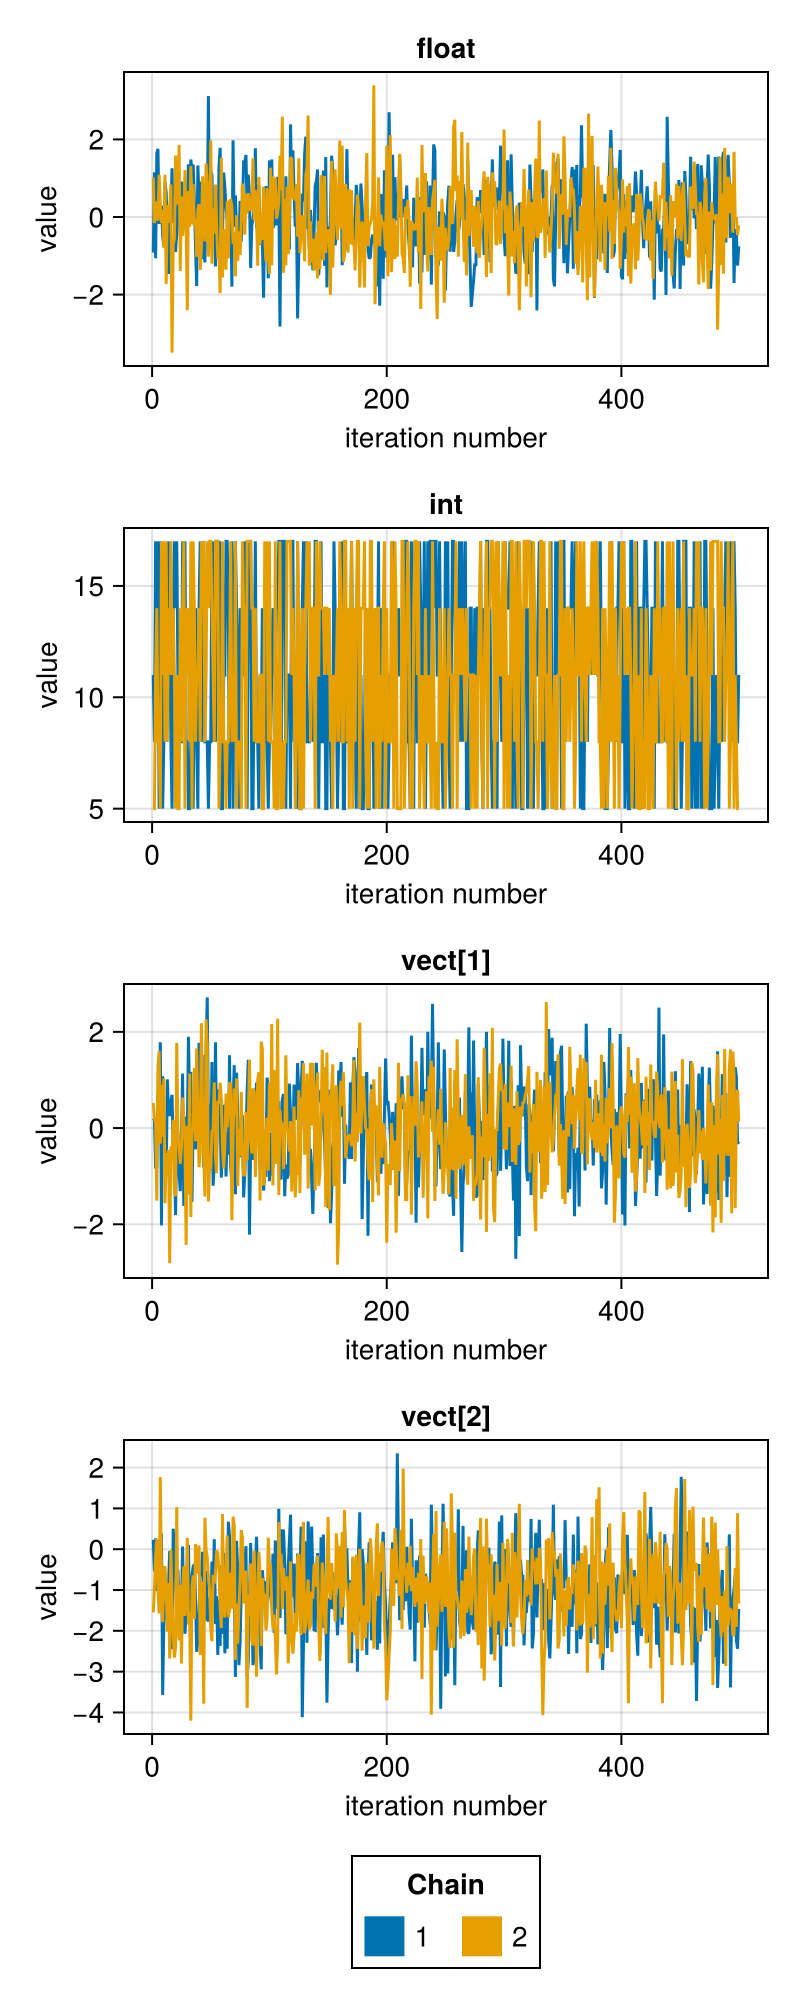 float
value
2
0
−2
0 200 400
iteration number
int
value
15
10
5
0 200 400
iteration number
vect[1]
value
2
0
−2
0 200 400
iteration number
vect[2]
value
2
1
0
−1
−2
−3
−4
0 200 400
iteration number
Chain
1 2